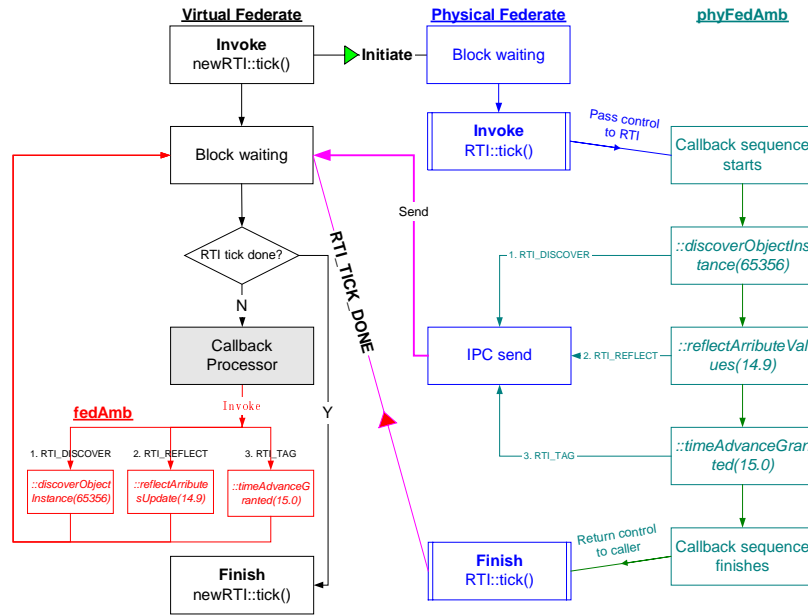 Virtual Federate
Physical Federate
phyFedAmb
Invoke
newRTI::tick()
Initiate
Block waiting
Invoke
RTI::tick()
Pass control
to RTI
Callback sequence
starts
Block waiting
Send
RTI tick done?
RTI_TICK_DONE
1. RTI_DISCOVER
::discoverObjectIns
tance(65356)
N
Callback
Processor
IPC send
2. RTI_REFLECT
::reflectArributeVal
ues(14.9)
Invoke
Y
fedAmb
1. RTI_DISCOVER
2. RTI_REFLECT
3. RTI_TAG
::discoverObject
Instance(65356)
::reflectArribute
sUpdate(14.9)
::timeAdvanceG
ranted(15.0)
3. RTI_TAG
::timeAdvanceGran
ted(15.0)
Finish
newRTI::tick()
Finish
RTI::tick()
Return control
to caller
Callback sequence
finishes